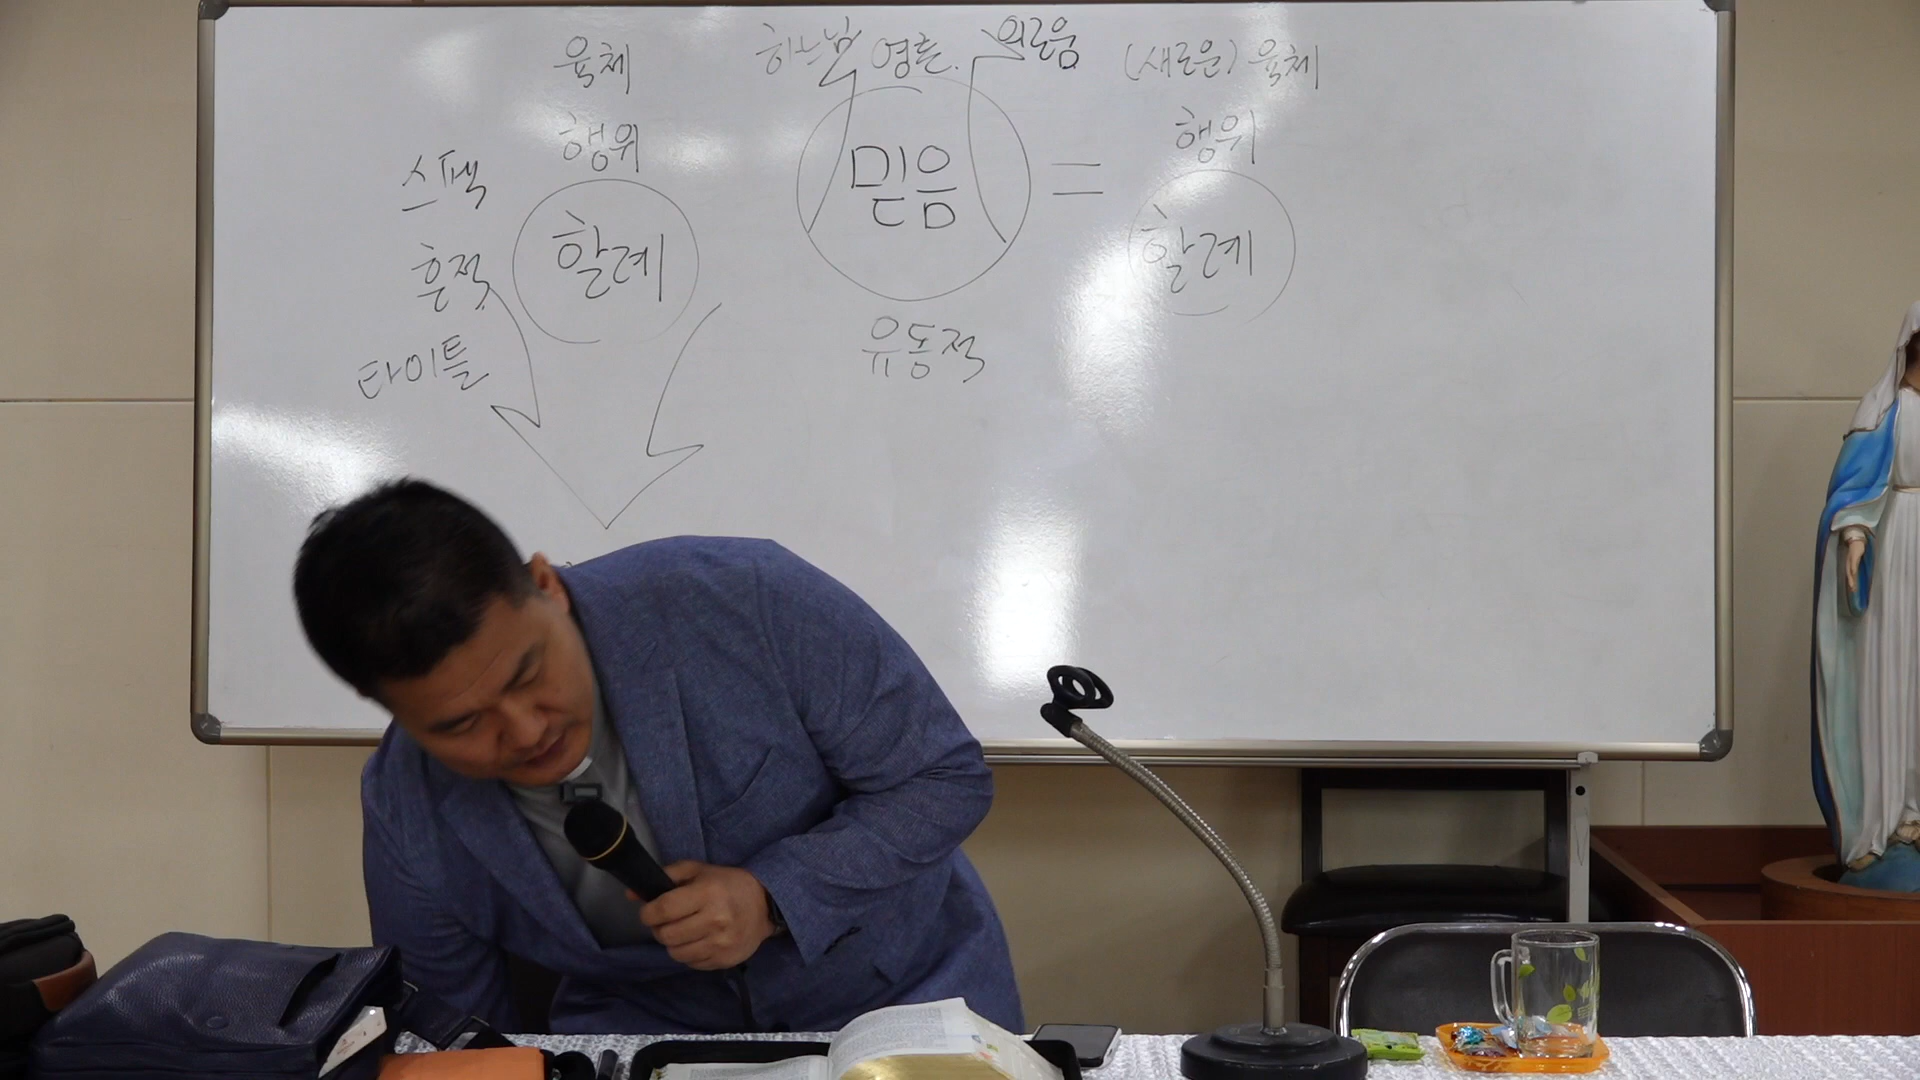 육체
행위
할례
스펙
흔적
타이틀
하느님 영혼. 의로움
믿음
유동적
=
(새로운) 육체
행위
할례